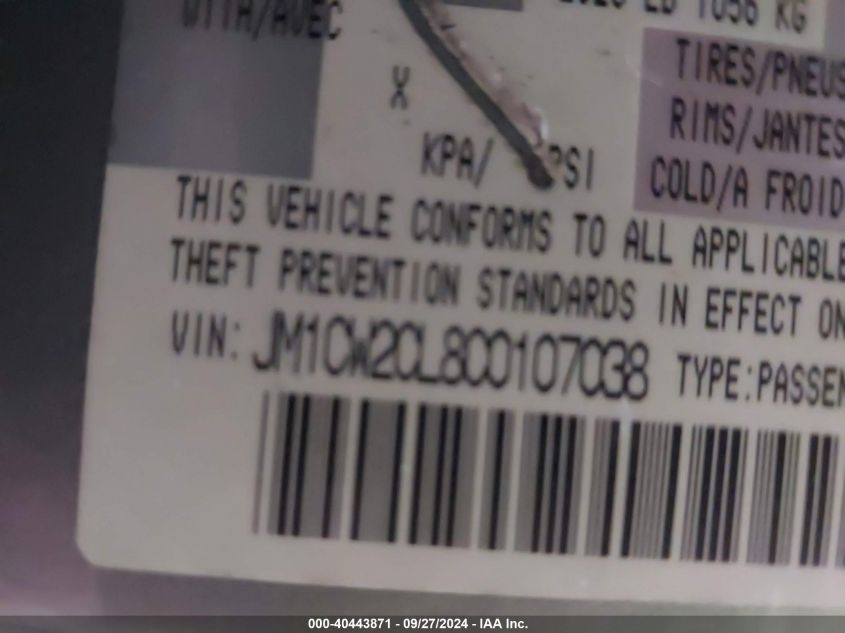 WITH/AVEC
1056 KG
X
TIRES/PNEUS
RIMS/JANTES
KPA/ PSI
COLD/A FROID
THIS VEHICLE CONFORMS TO ALL APPLICABLE
THEFT PREVENTION STANDARDS IN EFFECT ON
VIN: JM1CW2CL8C0107038 TYPE:PASSEN
000-40443871 - 09/27/2024 - IAA Inc.